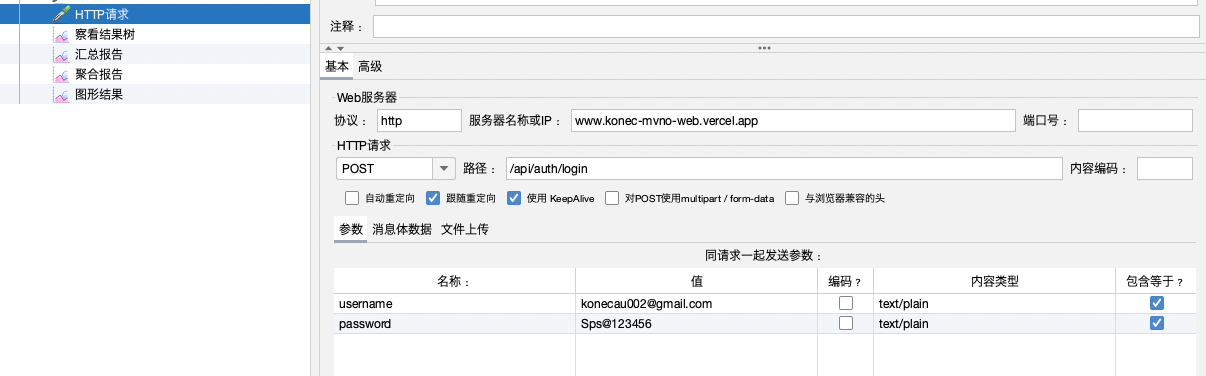 HTTP请求
察看结果树
汇总报告
聚合报告
图形结果
注释：
基本 高级
Web服务器
协议： http 服务器名称或IP： www.konec-mvno-web.vercel.app 端口号：
HTTP请求
POST 路径： /api/auth/login 内容编码：
自动重定向 跟随重定向 使用 KeepAlive 对POST使用multipart / form-data 与浏览器兼容的头
参数 消息体数据 文件上传
同请求一起发送参数：
名称： 值 编码？ 内容类型 包含等于？
username konecau002@gmail.com text/plain
password Sps@123456 text/plain